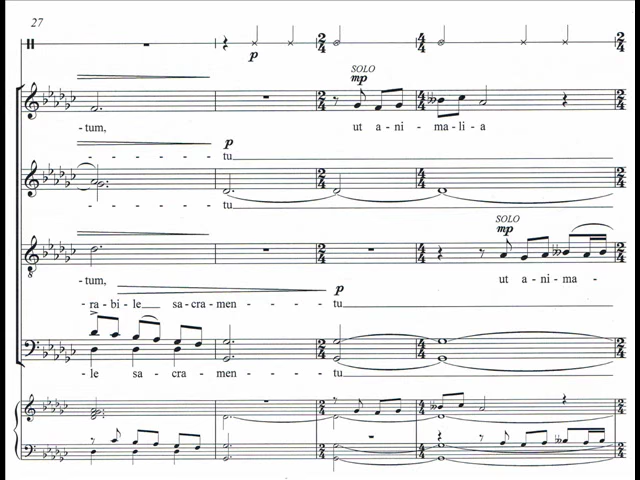 27
p
SOLO
mp
-tum, ut a-ni-ma-li-a
p
- - - - - tu
- - - - - tu
SOLO
mp
-tum, ut a-ni-ma-
p
-ra-bi-le sa-cra-men-tu
-le sa-cra-men-tu